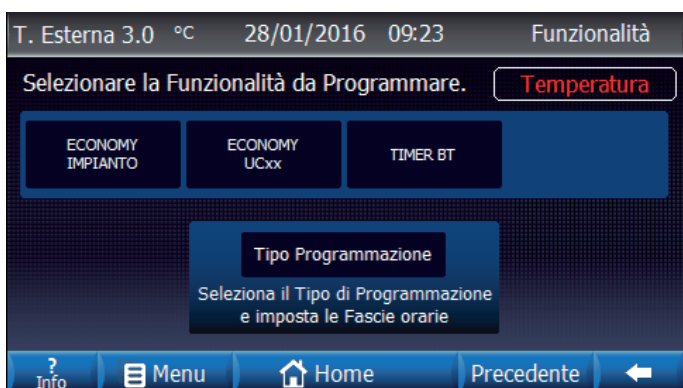 T. Esterna 3.0 °C 28/01/2016 09:23 Funzionalità
Selezionare la Funzionalità da Programmare. Temperatura
ECONOMY
IMPIANTO
ECONOMY
UCxx
TIMER BT
Tipo Programmazione
Seleziona il Tipo di Programmazione
e imposta le Fascie orarie
?
Info
Menu
Home
Precedente